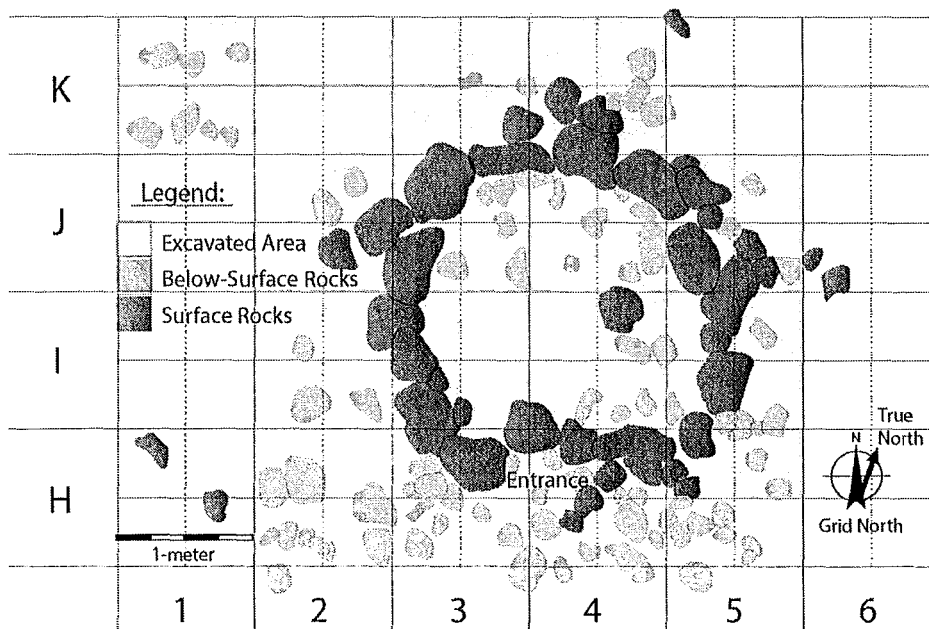 K
Legend:
J
Excavated Area
Below-Surface Rocks
Surface Rocks
I
True
North
N
Entrance
H
Grid North
1-meter
1 2 3 4 5 6